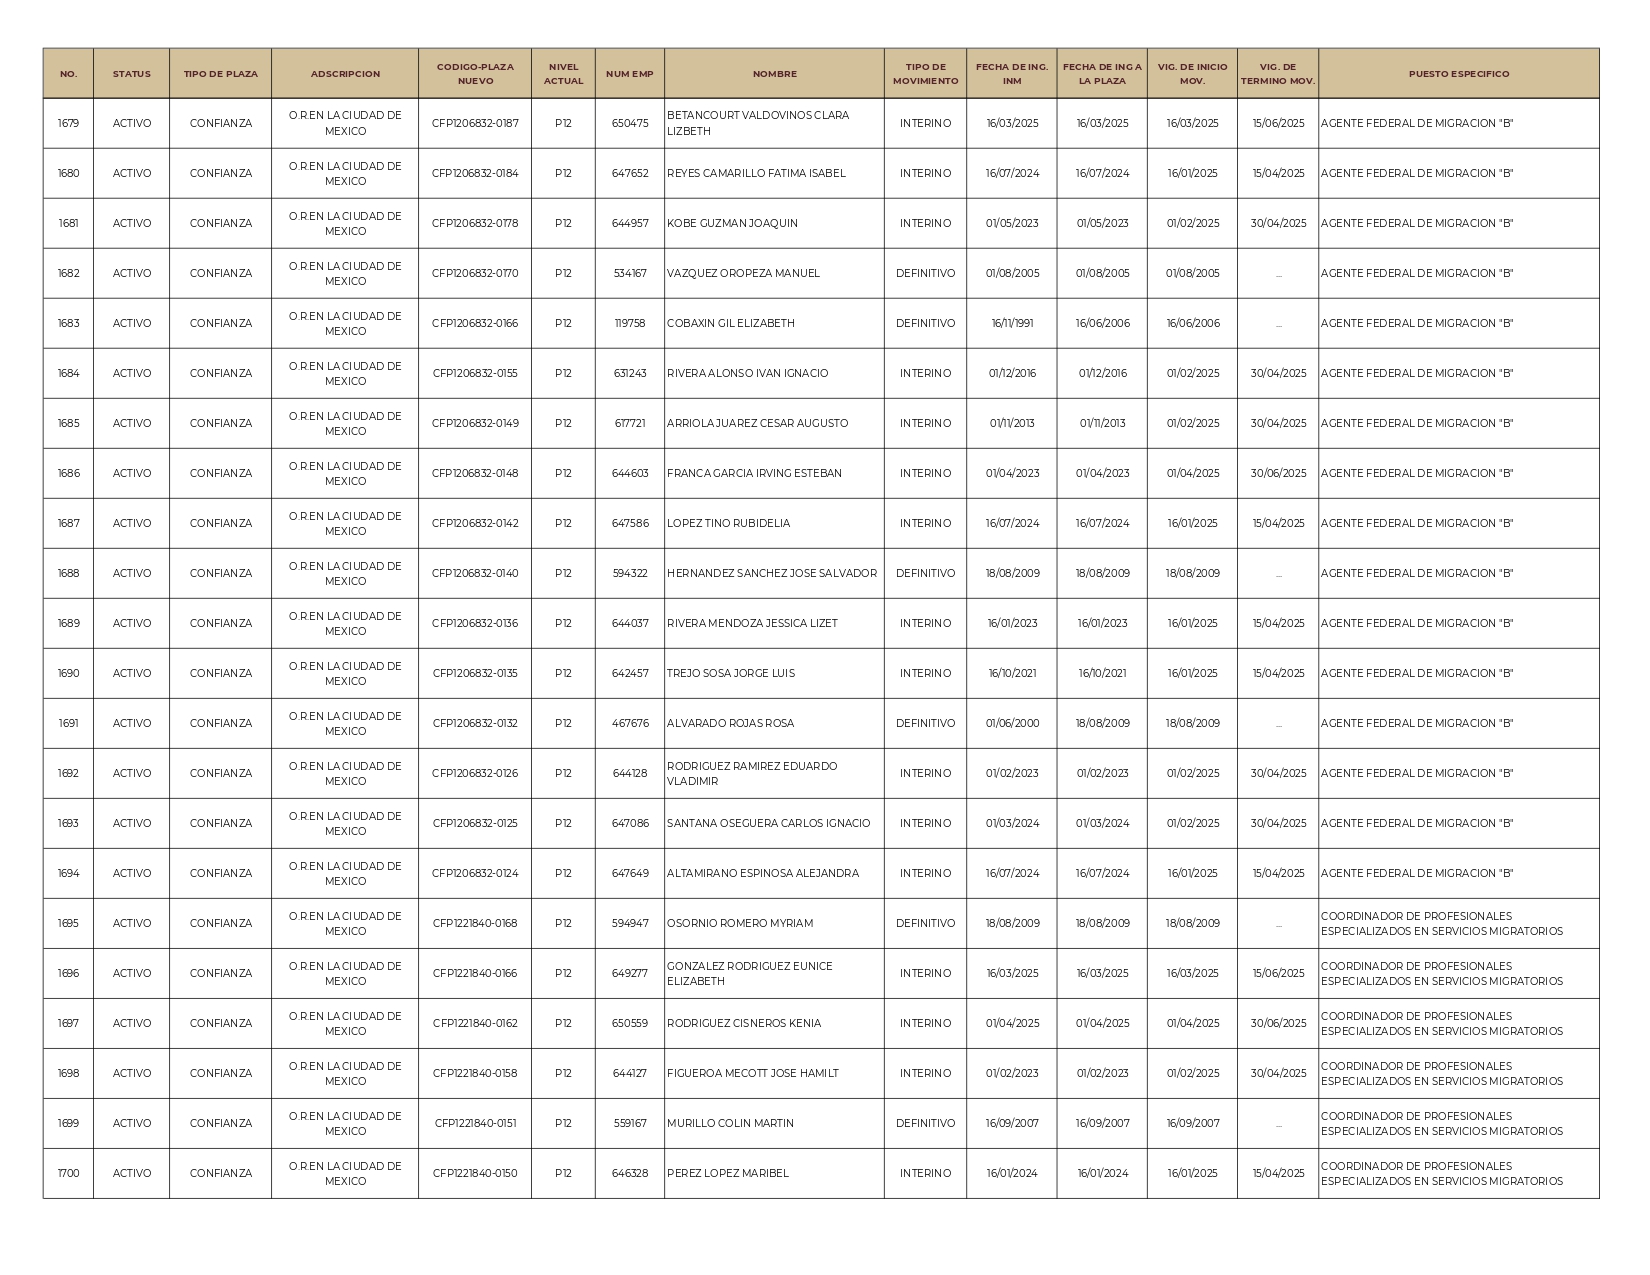 NO. STATUS TIPO DE PLAZA ADSCRIPCION CODIGO-PLAZA NUEVO NIVEL ACTUAL NUM EMP NOMBRE TIPO DE MOVIMIENTO FECHA DE ING. INM FECHA DE ING A LA PLAZA VIG. DE INICIO MOV. VIG. DE TERMINO MOV. PUESTO ESPECIFICO
1679 ACTIVO CONFIANZA O.R.EN LA CIUDAD DE MEXICO CFP1206832-0187 P12 650475 BETANCOURT VALDOVINOS CLARA LIZBETH INTERINO 16/03/2025 16/03/2025 16/03/2025 15/06/2025 AGENTE FEDERAL DE MIGRACION "B"
1680 ACTIVO CONFIANZA O.R.EN LA CIUDAD DE MEXICO CFP1206832-0184 P12 647652 REYES CAMARILLO FATIMA ISABEL INTERINO 16/07/2024 16/07/2024 16/01/2025 15/04/2025 AGENTE FEDERAL DE MIGRACION "B"
1681 ACTIVO CONFIANZA O.R.EN LA CIUDAD DE MEXICO CFP1206832-0178 P12 644957 KOBE GUZMAN JOAQUIN INTERINO 01/05/2023 01/05/2023 01/02/2025 30/04/2025 AGENTE FEDERAL DE MIGRACION "B"
1682 ACTIVO CONFIANZA O.R.EN LA CIUDAD DE MEXICO CFP1206832-0170 P12 534167 VAZQUEZ OROPEZA MANUEL DEFINITIVO 01/08/2005 01/08/2005 01/08/2005 ... AGENTE FEDERAL DE MIGRACION "B"
1683 ACTIVO CONFIANZA O.R.EN LA CIUDAD DE MEXICO CFP1206832-0166 P12 119758 COBAXIN GIL ELIZABETH DEFINITIVO 16/11/1991 16/06/2006 16/06/2006 ... AGENTE FEDERAL DE MIGRACION "B"
1684 ACTIVO CONFIANZA O.R.EN LA CIUDAD DE MEXICO CFP1206832-0155 P12 631243 RIVERA ALONSO IVAN IGNACIO INTERINO 01/12/2016 01/12/2016 01/02/2025 30/04/2025 AGENTE FEDERAL DE MIGRACION "B"
1685 ACTIVO CONFIANZA O.R.EN LA CIUDAD DE MEXICO CFP1206832-0149 P12 617721 ARRIOLA JUAREZ CESAR AUGUSTO INTERINO 01/11/2013 01/11/2013 01/02/2025 30/04/2025 AGENTE FEDERAL DE MIGRACION "B"
1686 ACTIVO CONFIANZA O.R.EN LA CIUDAD DE MEXICO CFP1206832-0148 P12 644603 FRANCA GARCIA IRVING ESTEBAN INTERINO 01/04/2023 01/04/2023 01/04/2025 30/06/2025 AGENTE FEDERAL DE MIGRACION "B"
1687 ACTIVO CONFIANZA O.R.EN LA CIUDAD DE MEXICO CFP1206832-0142 P12 647586 LOPEZ TINO RUBIDELIA INTERINO 16/07/2024 16/07/2024 16/01/2025 15/04/2025 AGENTE FEDERAL DE MIGRACION "B"
1688 ACTIVO CONFIANZA O.R.EN LA CIUDAD DE MEXICO CFP1206832-0140 P12 594322 HERNANDEZ SANCHEZ JOSE SALVADOR DEFINITIVO 18/08/2009 18/08/2009 18/08/2009 ... AGENTE FEDERAL DE MIGRACION "B"
1689 ACTIVO CONFIANZA O.R.EN LA CIUDAD DE MEXICO CFP1206832-0136 P12 644037 RIVERA MENDOZA JESSICA LIZET INTERINO 16/01/2023 16/01/2023 16/01/2025 15/04/2025 AGENTE FEDERAL DE MIGRACION "B"
1690 ACTIVO CONFIANZA O.R.EN LA CIUDAD DE MEXICO CFP1206832-0135 P12 642457 TREJO SOSA JORGE LUIS INTERINO 16/10/2021 16/10/2021 16/01/2025 15/04/2025 AGENTE FEDERAL DE MIGRACION "B"
1691 ACTIVO CONFIANZA O.R.EN LA CIUDAD DE MEXICO CFP1206832-0132 P12 467676 ALVARADO ROJAS ROSA DEFINITIVO 01/06/2000 18/08/2009 18/08/2009 ... AGENTE FEDERAL DE MIGRACION "B"
1692 ACTIVO CONFIANZA O.R.EN LA CIUDAD DE MEXICO CFP1206832-0126 P12 644128 RODRIGUEZ RAMIREZ EDUARDO VLADIMIR INTERINO 01/02/2023 01/02/2023 01/02/2025 30/04/2025 AGENTE FEDERAL DE MIGRACION "B"
1693 ACTIVO CONFIANZA O.R.EN LA CIUDAD DE MEXICO CFP1206832-0125 P12 647086 SANTANA OSEGUERA CARLOS IGNACIO INTERINO 01/03/2024 01/03/2024 01/02/2025 30/04/2025 AGENTE FEDERAL DE MIGRACION "B"
1694 ACTIVO CONFIANZA O.R.EN LA CIUDAD DE MEXICO CFP1206832-0124 P12 647649 ALTAMIRANO ESPINOSA ALEJANDRA INTERINO 16/07/2024 16/07/2024 16/01/2025 15/04/2025 AGENTE FEDERAL DE MIGRACION "B"
1695 ACTIVO CONFIANZA O.R.EN LA CIUDAD DE MEXICO CFP1221840-0168 P12 594947 OSORNIO ROMERO MYRIAM DEFINITIVO 18/08/2009 18/08/2009 18/08/2009 ... COORDINADOR DE PROFESIONALES ESPECIALIZADOS EN SERVICIOS MIGRATORIOS
1696 ACTIVO CONFIANZA O.R.EN LA CIUDAD DE MEXICO CFP1221840-0166 P12 649277 GONZALEZ RODRIGUEZ EUNICE ELIZABETH INTERINO 16/03/2025 16/03/2025 16/03/2025 15/06/2025 COORDINADOR DE PROFESIONALES ESPECIALIZADOS EN SERVICIOS MIGRATORIOS
1697 ACTIVO CONFIANZA O.R.EN LA CIUDAD DE MEXICO CFP1221840-0162 P12 650559 RODRIGUEZ CISNEROS KENIA INTERINO 01/04/2025 01/04/2025 01/04/2025 30/06/2025 COORDINADOR DE PROFESIONALES ESPECIALIZADOS EN SERVICIOS MIGRATORIOS
1698 ACTIVO CONFIANZA O.R.EN LA CIUDAD DE MEXICO CFP1221840-0158 P12 644127 FIGUEROA MECOTT JOSE HAMILT INTERINO 01/02/2023 01/02/2023 01/02/2025 30/04/2025 COORDINADOR DE PROFESIONALES ESPECIALIZADOS EN SERVICIOS MIGRATORIOS
1699 ACTIVO CONFIANZA O.R.EN LA CIUDAD DE MEXICO CFP1221840-0151 P12 559167 MURILLO COLIN MARTIN DEFINITIVO 16/09/2007 16/09/2007 16/09/2007 ... COORDINADOR DE PROFESIONALES ESPECIALIZADOS EN SERVICIOS MIGRATORIOS
1700 ACTIVO CONFIANZA O.R.EN LA CIUDAD DE MEXICO CFP1221840-0150 P12 646328 PEREZ LOPEZ MARIBEL INTERINO 16/01/2024 16/01/2024 16/01/2025 15/04/2025 COORDINADOR DE PROFESIONALES ESPECIALIZADOS EN SERVICIOS MIGRATORIOS